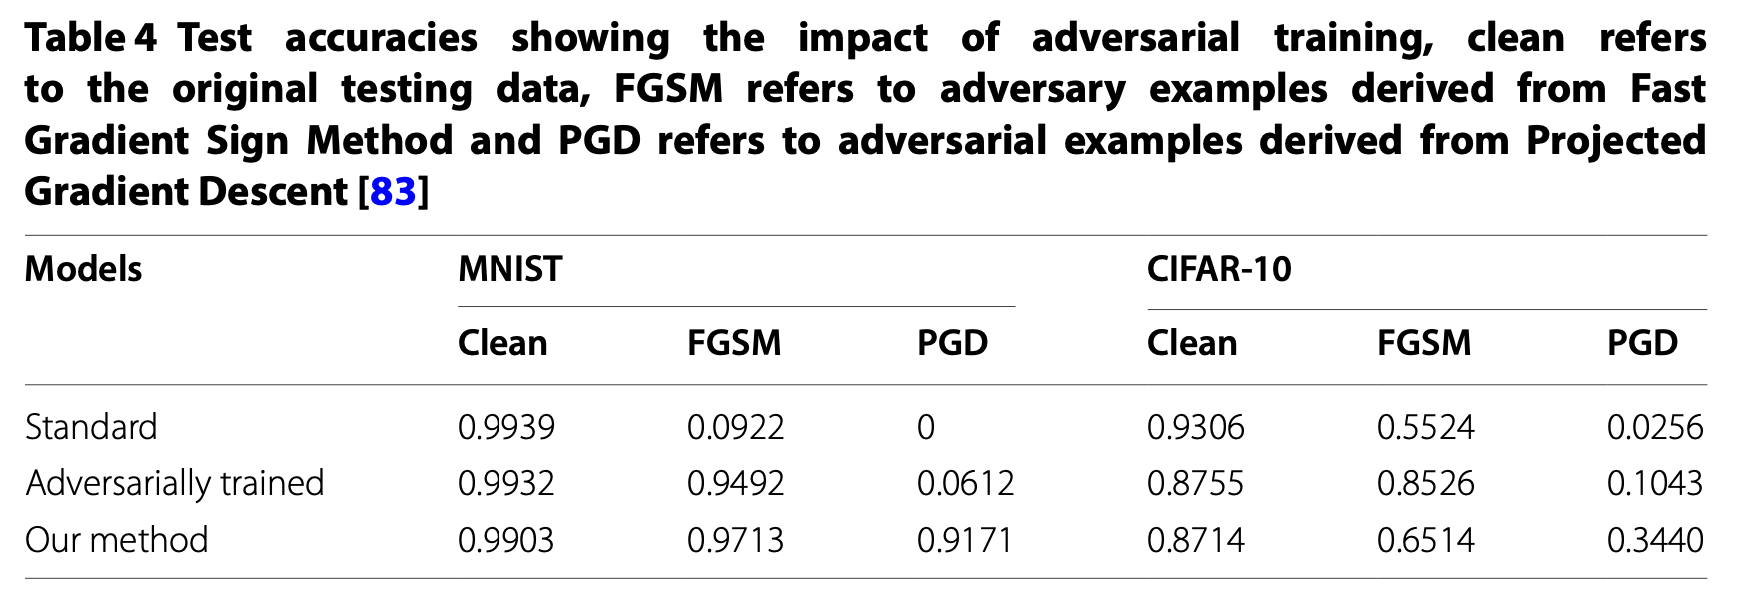 Table 4 Test accuracies showing the impact of adversarial training, clean refers
to the original testing data, FGSM refers to adversary examples derived from Fast
Gradient Sign Method and PGD refers to adversarial examples derived from Projected
Gradient Descent [83]
Models MNIST CIFAR-10
Clean FGSM PGD Clean FGSM PGD
Standard 0.9939 0.0922 0 0.9306 0.5524 0.0256
Adversarially trained 0.9932 0.9492 0.0612 0.8755 0.8526 0.1043
Our method 0.9903 0.9713 0.9171 0.8714 0.6514 0.3440